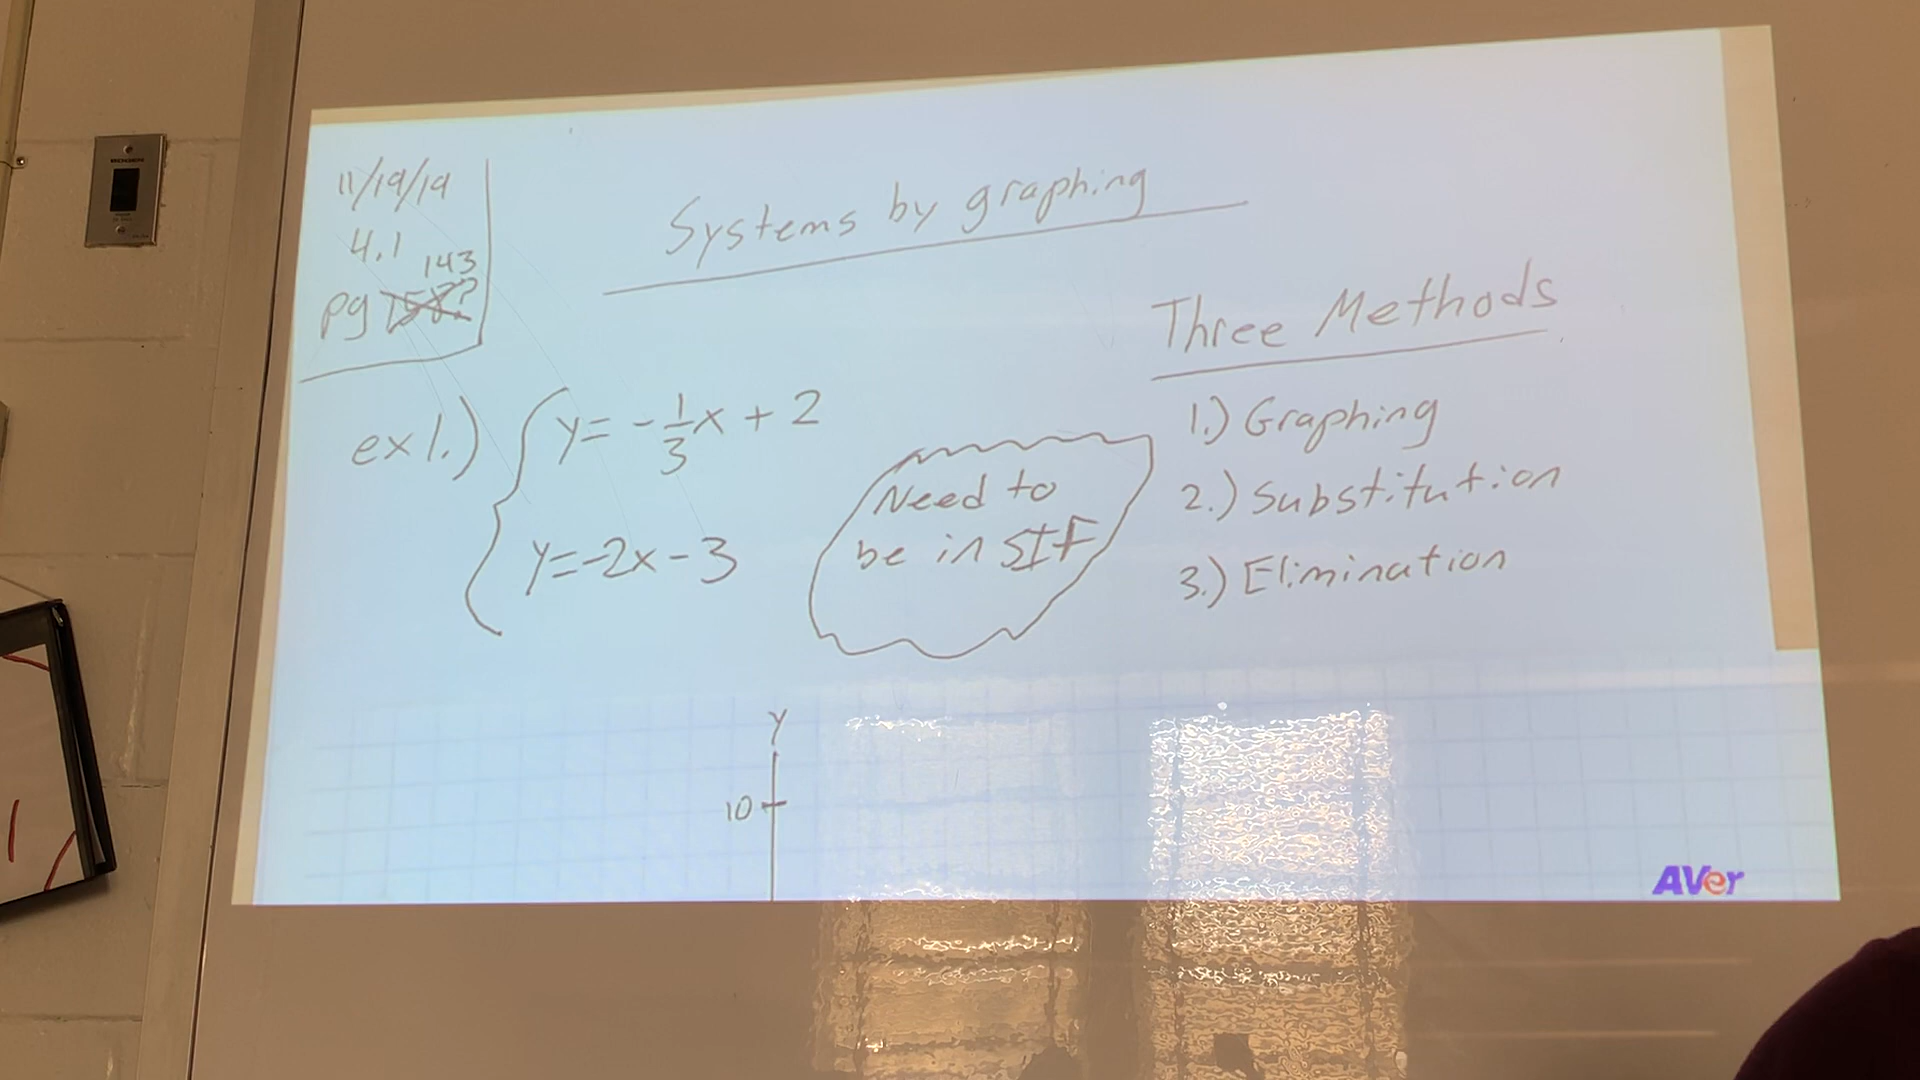 11/19/19
4.1
143
pg
Systems by graphing
Three Methods
1.) Graphing
2.) Substitution
3.) Elimination
ex 1.) y = -1/3x + 2
y=-2x-3
Need to
be in SIF
y
10
AVer